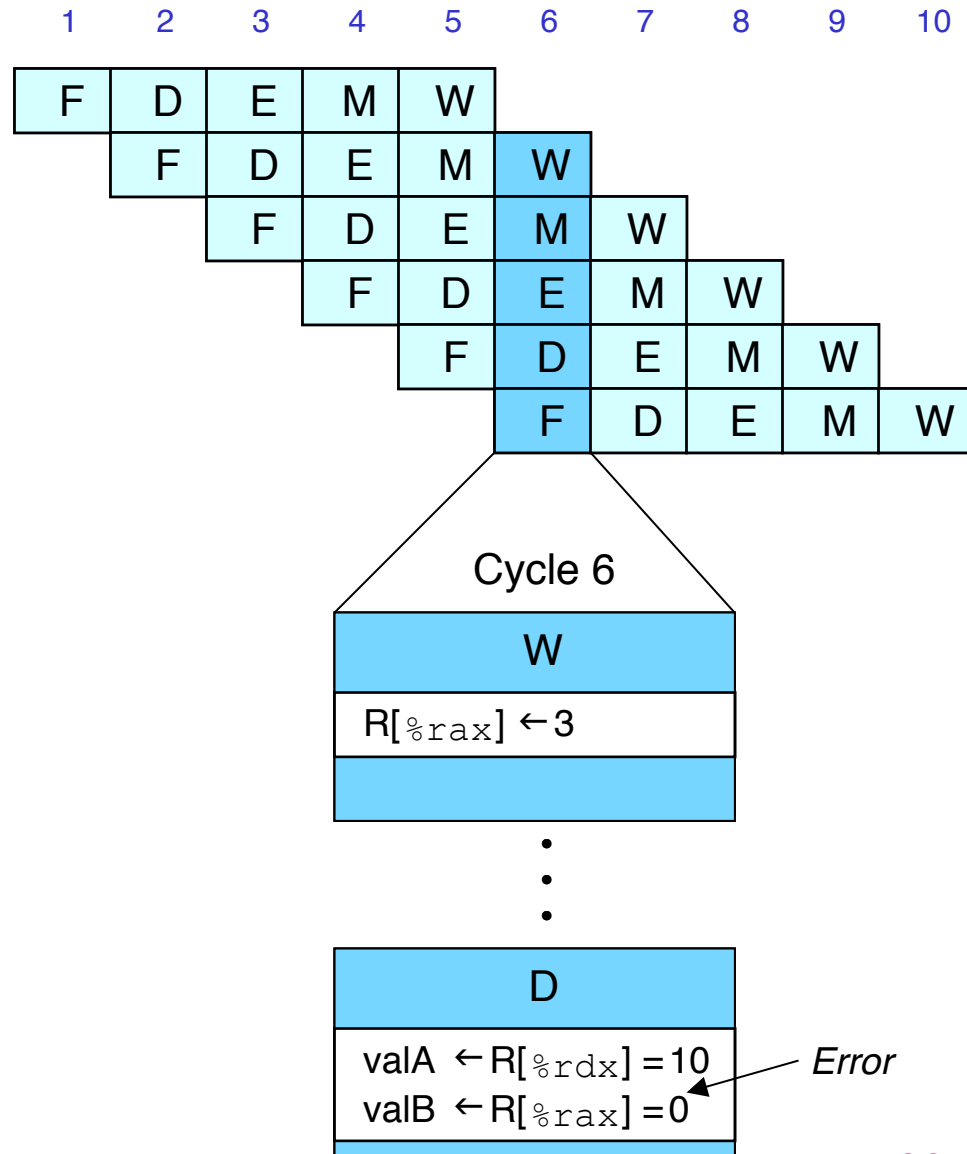 1 2 3 4 5 6 7 8 9 10
F D E M W
F D E M W
F D E M W
F D E M W
F D E M W
F D E M W
Cycle 6
W
R[%rax] ← 3
D
valA ← R[%rdx] = 10
Error
valB ← R[%rax] = 0